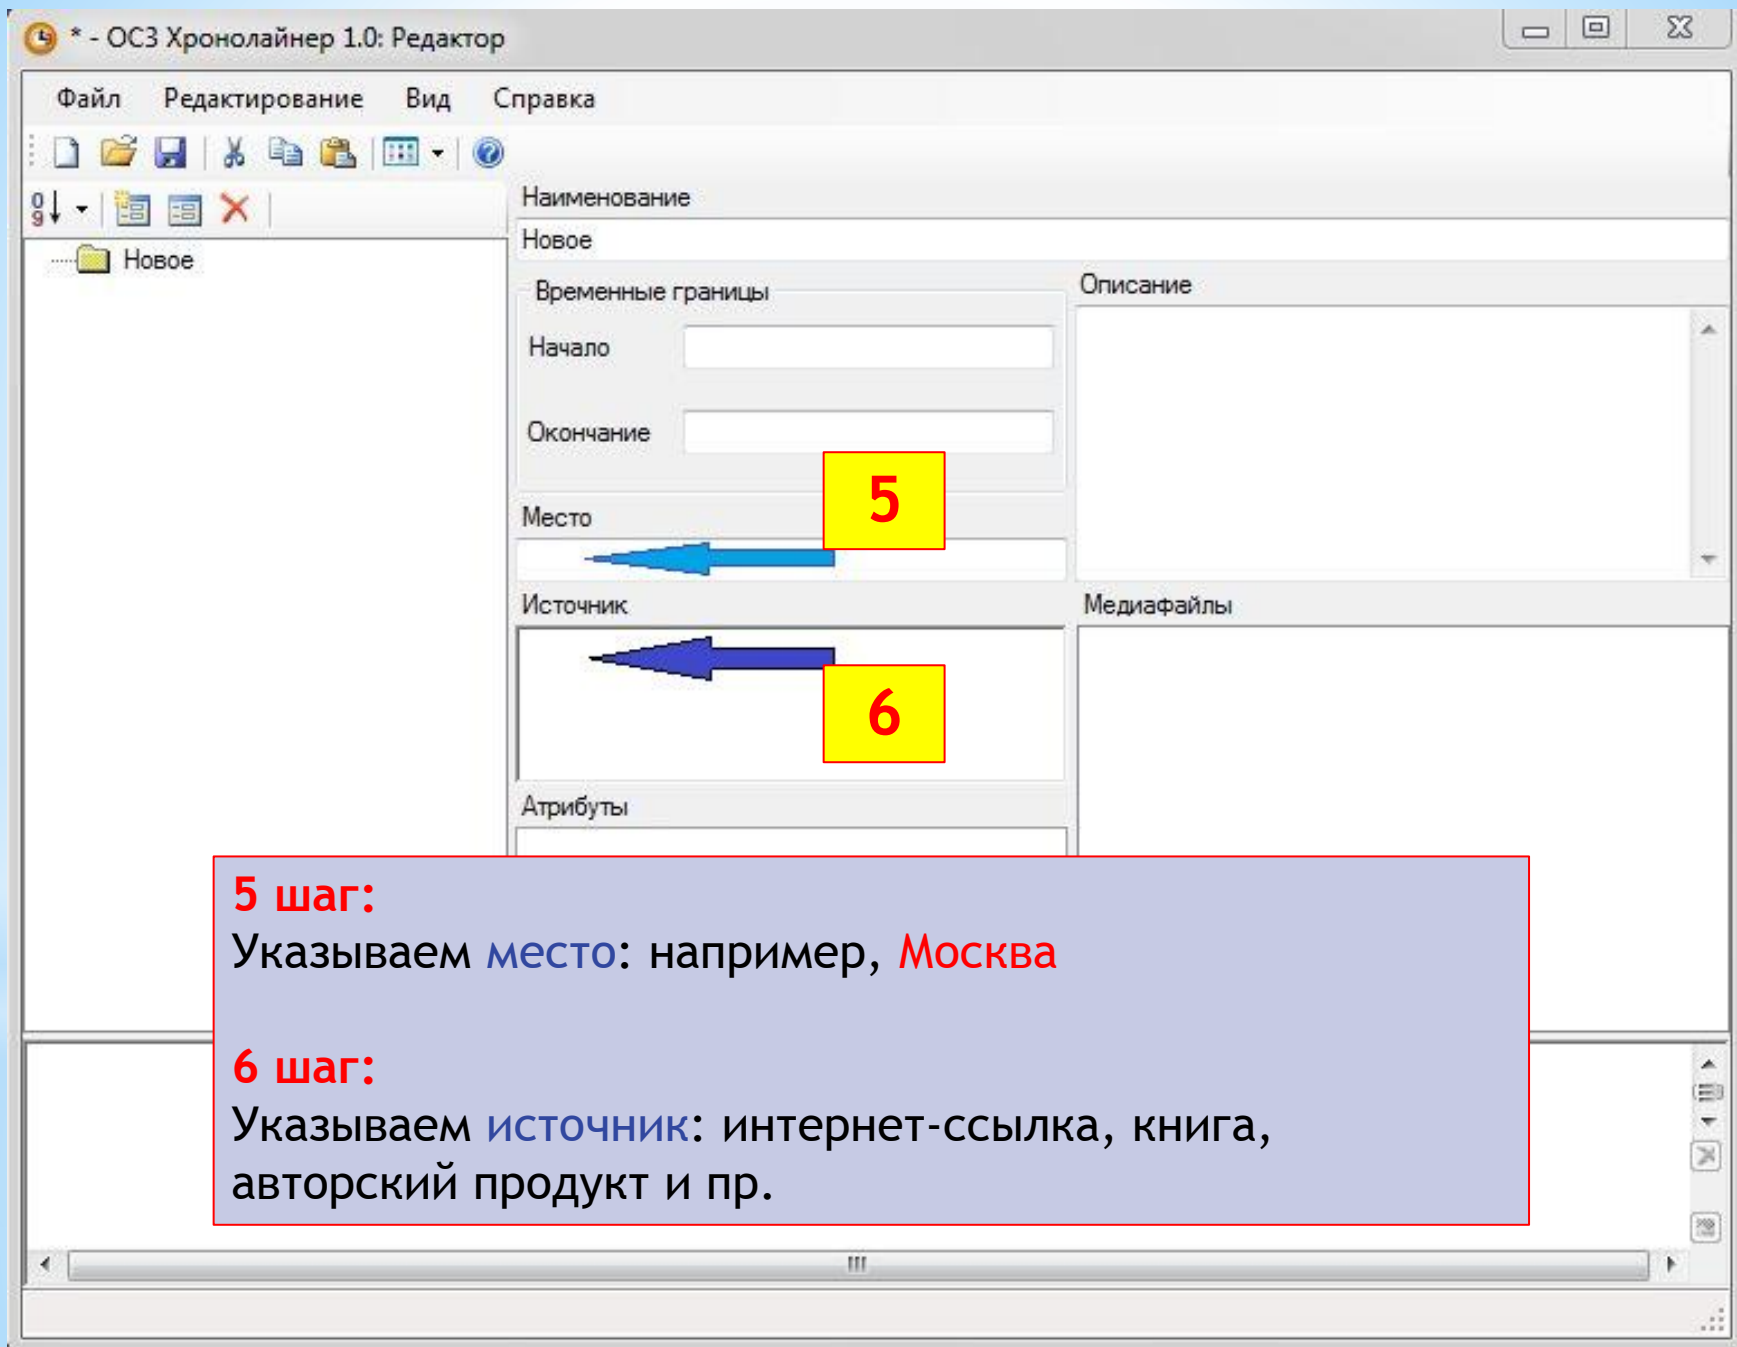 * - ОС3 Хронолайнер 1.0: Редактор
Файл Редактирование Вид Справка
Наименование
Новое
Новое
Временные границы
Описание
Начало
Окончание
5
Место
Источник
Медиафайлы
6
Атрибуты
5 шаг:
Указываем место: например, Москва
6 шаг:
Указываем источник: интернет-ссылка, книга,
авторский продукт и пр.